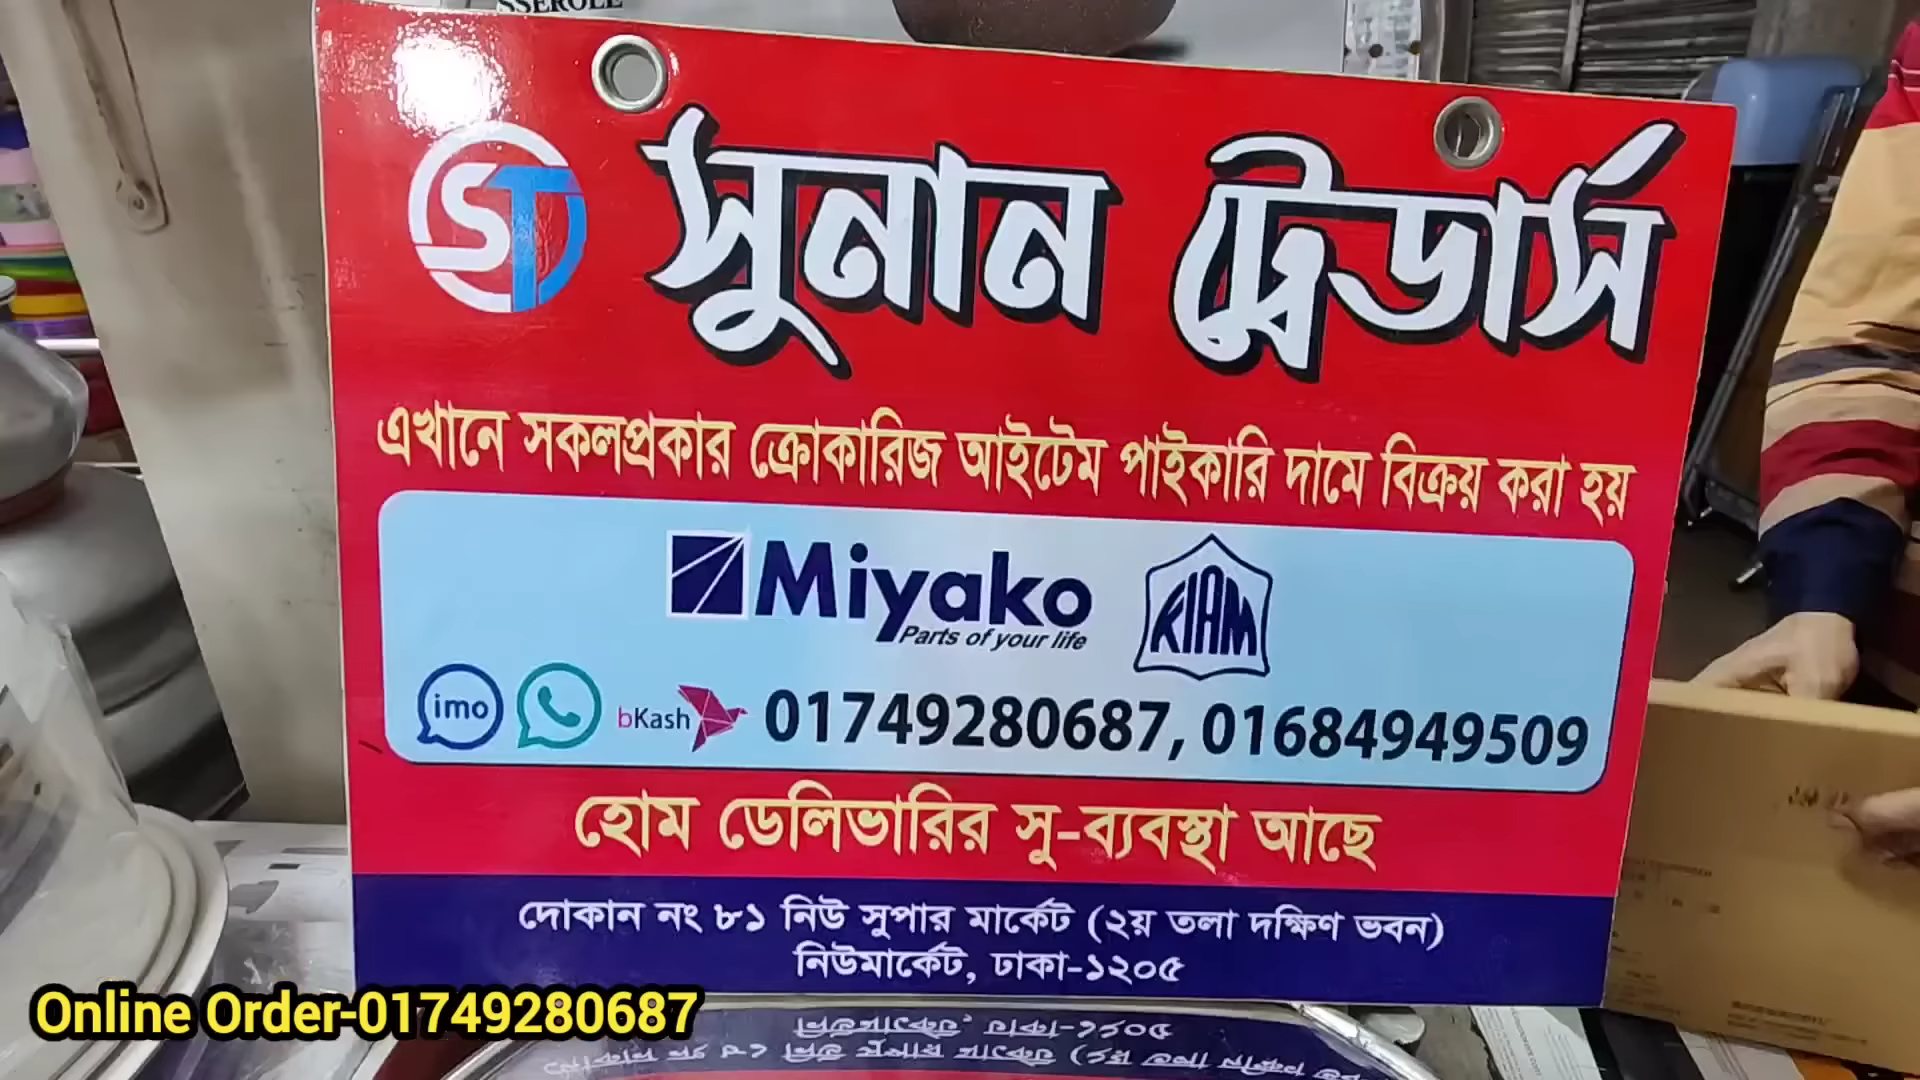 SSEROLE
ST সুনান ট্রেডার্স
এখানে সকলপ্রকার ক্রোকারিজ আইটেম পাইকারি দামে বিক্রয় করা হয়
Miyako KIAM
Parts of your life
imo bKash 01749280687, 01684949509
হোম ডেলিভারির সু-ব্যবস্থা আছে
দোকান নং ৮১ নিউ সুপার মার্কেট (২য় তলা দক্ষিণ ভবন)
নিউমার্কেট, ঢাকা-১২০৫
Online Order-01749280687